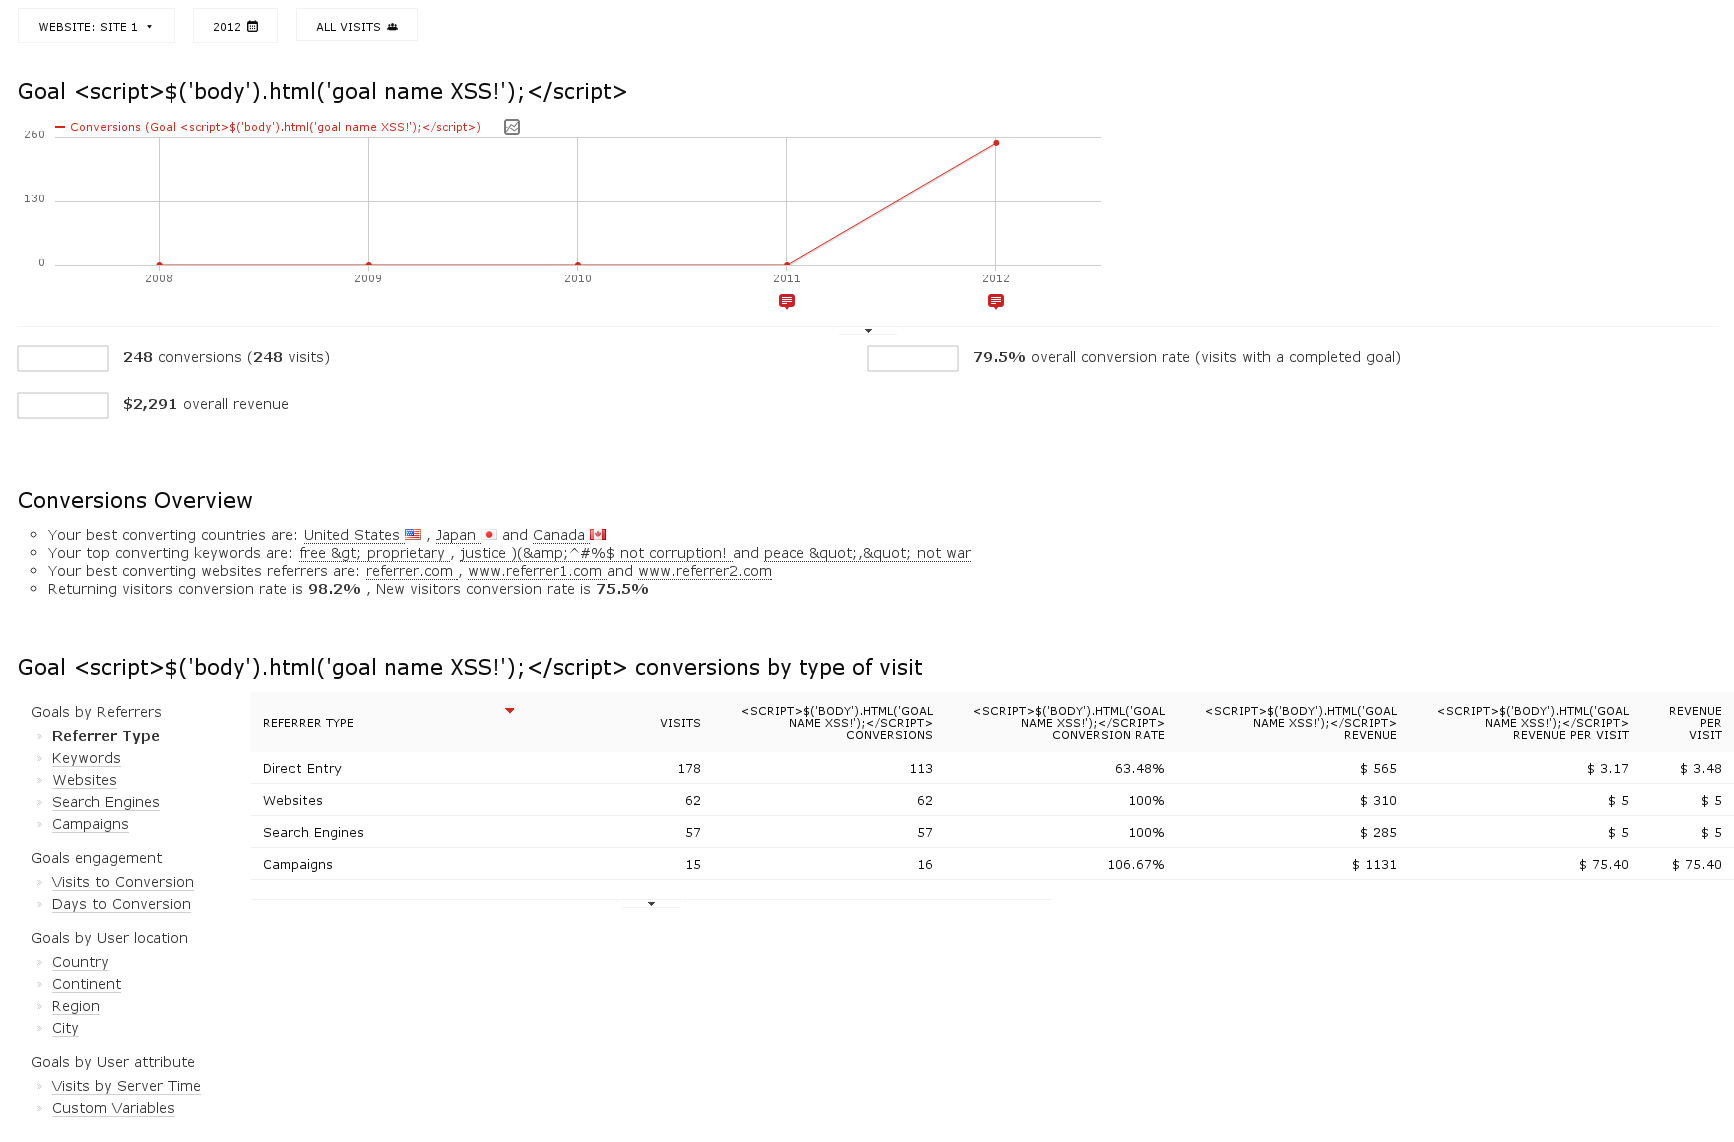 WEBSITE: SITE 1
2012
ALL VISITS
Goal <script>$('body').html('goal name XSS!');</script>
Conversions (Goal <script>$('body').html('goal name XSS!');</script>)
260
130
0
2008 2009 2010 2011 2012
248 conversions (248 visits)
79.5% overall conversion rate (visits with a completed goal)
$2,291 overall revenue
Conversions Overview
Your best converting countries are: United States , Japan and Canada
Your top converting keywords are: free &gt; proprietary , justice )(&amp;^#%$ not corruption! and peace &quot;,&quot; not war
Your best converting websites referrers are: referrer.com , www.referrer1.com and www.referrer2.com
Returning visitors conversion rate is 98.2% , New visitors conversion rate is 75.5%
Goal <script>$('body').html('goal name XSS!');</script> conversions by type of visit
Goals by Referrers
» Referrer Type
» Keywords
» Websites
» Search Engines
» Campaigns
Goals engagement
» Visits to Conversion
» Days to Conversion
Goals by User location
» Country
» Continent
» Region
» City
Goals by User attribute
» Visits by Server Time
» Custom Variables
REFERRER TYPE
VISITS
<SCRIPT>$('BODY').HTML('GOAL
NAME XSS!');</SCRIPT>
CONVERSIONS
<SCRIPT>$('BODY').HTML('GOAL
NAME XSS!');</SCRIPT>
CONVERSION RATE
<SCRIPT>$('BODY').HTML('GOAL
NAME XSS!');</SCRIPT>
REVENUE
<SCRIPT>$('BODY').HTML('GOAL
NAME XSS!');</SCRIPT>
REVENUE PER VISIT
REVENUE
PER
VISIT
Direct Entry 178 113 63.48% $ 565 $ 3.17 $ 3.48
Websites 62 62 100% $ 310 $ 5 $ 5
Search Engines 57 57 100% $ 285 $ 5 $ 5
Campaigns 15 16 106.67% $ 1131 $ 75.40 $ 75.40